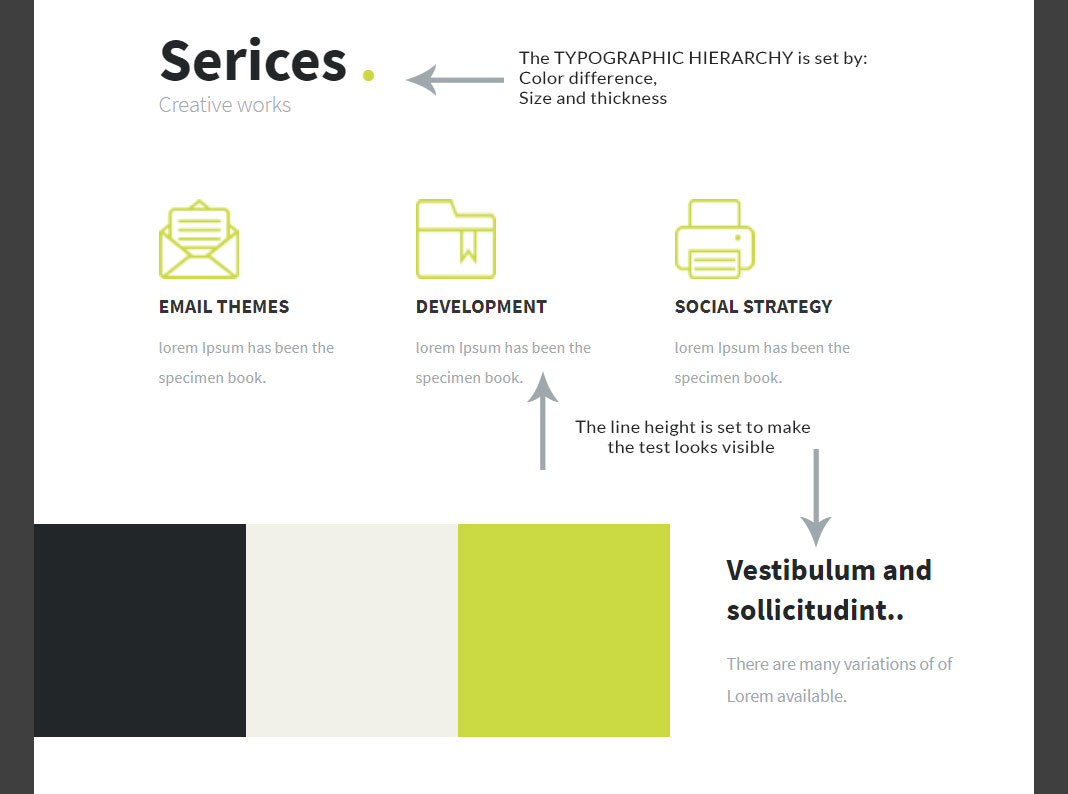 Serices .
Creative works
The TYPOGRAPHIC HIERARCHY is set by:
Color difference,
Size and thickness
EMAIL THEMES
lorem Ipsum has been the
specimen book.
DEVELOPMENT
lorem Ipsum has been the
specimen book.
SOCIAL STRATEGY
lorem Ipsum has been the
specimen book.
The line height is set to make
the test looks visible
Vestibulum and
sollicitudint..
There are many variations of of
Lorem available.